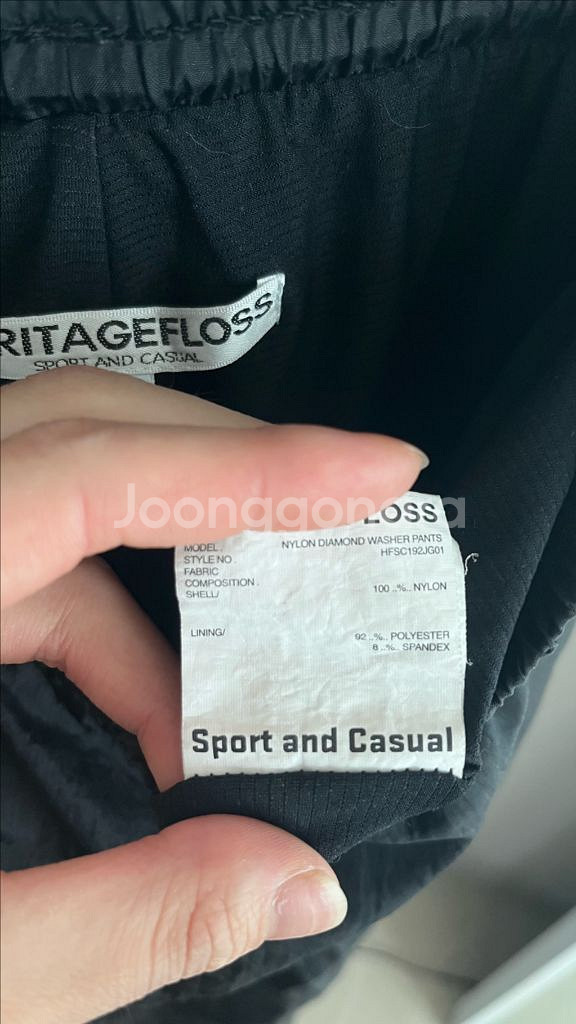 RITAGEFLOSS
SPORT AND CASUAL
Joonggonara
LOSS
MODEL. NYLON DIAMOND WASHER PANTS
STYLE NO. HFSC192JG01
FABRIC
COMPOSITION.
SHELL/ 100..%.. NYLON
LINING/ 92..%.. POLYESTER
8..%.. SPANDEX
Sport and Casual